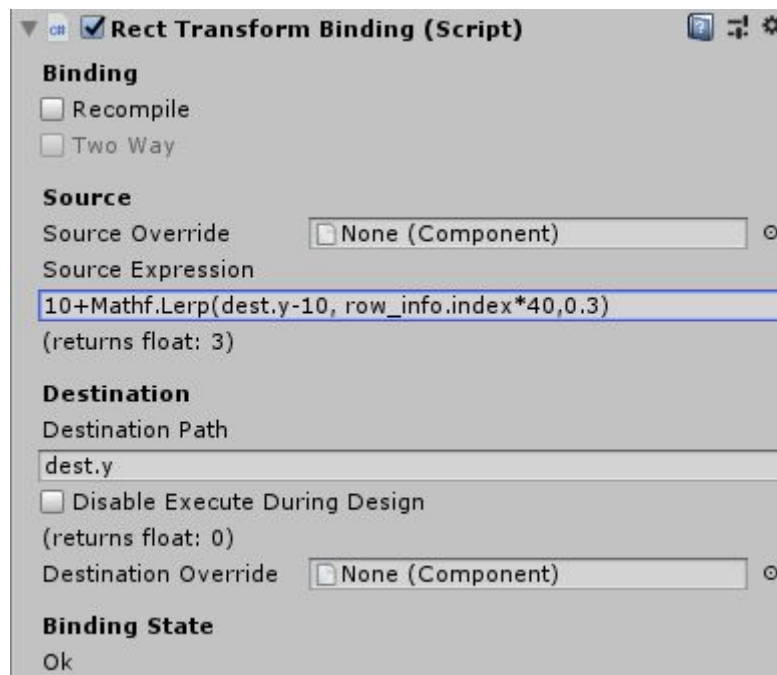 Rect Transform Binding (Script)
Binding
Recompile
Two Way
Source
Source Override None (Component)
Source Expression
10+Mathf.Lerp(dest.y-10, row_info.index*40,0.3)
(returns float: 3)
Destination
Destination Path
dest.y
Disable Execute During Design
(returns float: 0)
Destination Override None (Component)
Binding State
Ok